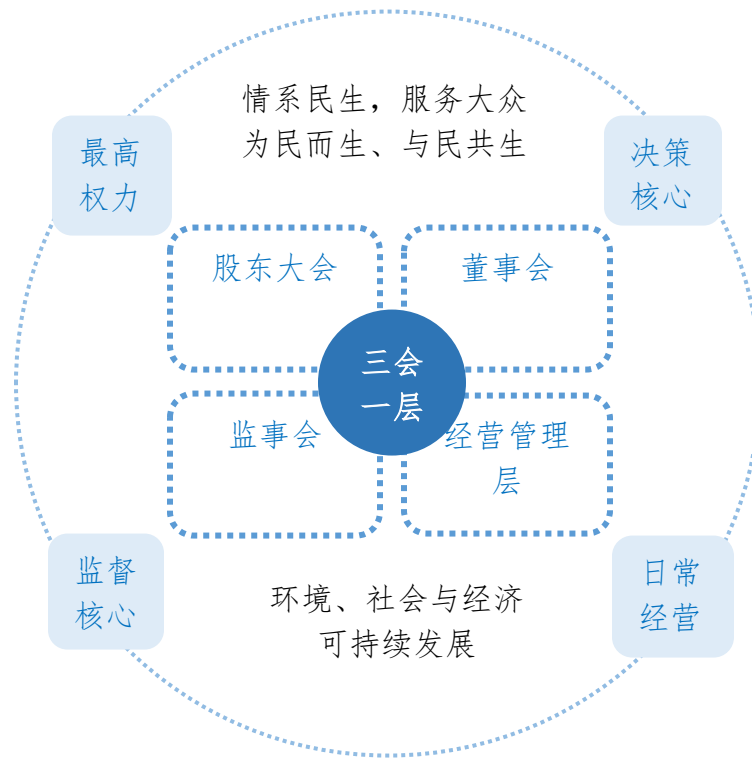 情系民生，服务大众
为民而生、与民共生
最高
权力
决策
核心
股东大会
董事会
三会
一层
监事会
经营管理
层
监督
核心
日常
经营
环境、社会与经济
可持续发展